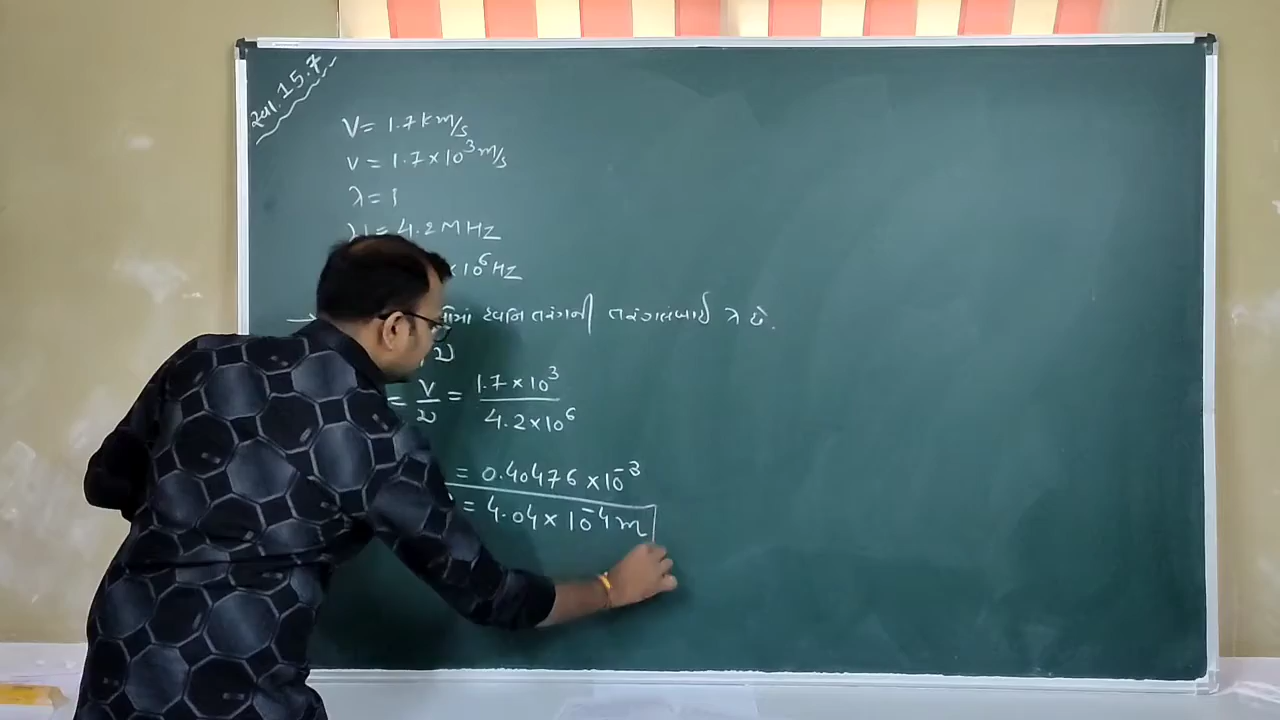 સ્વા. 15.7
V = 1.7 km/s
v = 1.7 × 10³ m/s
λ = ?
ν = 4.2 MHZ
× 10⁶ HZ
→ ધ્વનિ તરંગની તરંગલંબાઈ λ છે.
ν
= v/ν = 1.7 × 10³ / 4.2 × 10⁶
= 0.40476 × 10⁻³
= 4.04 × 10⁻⁴ m